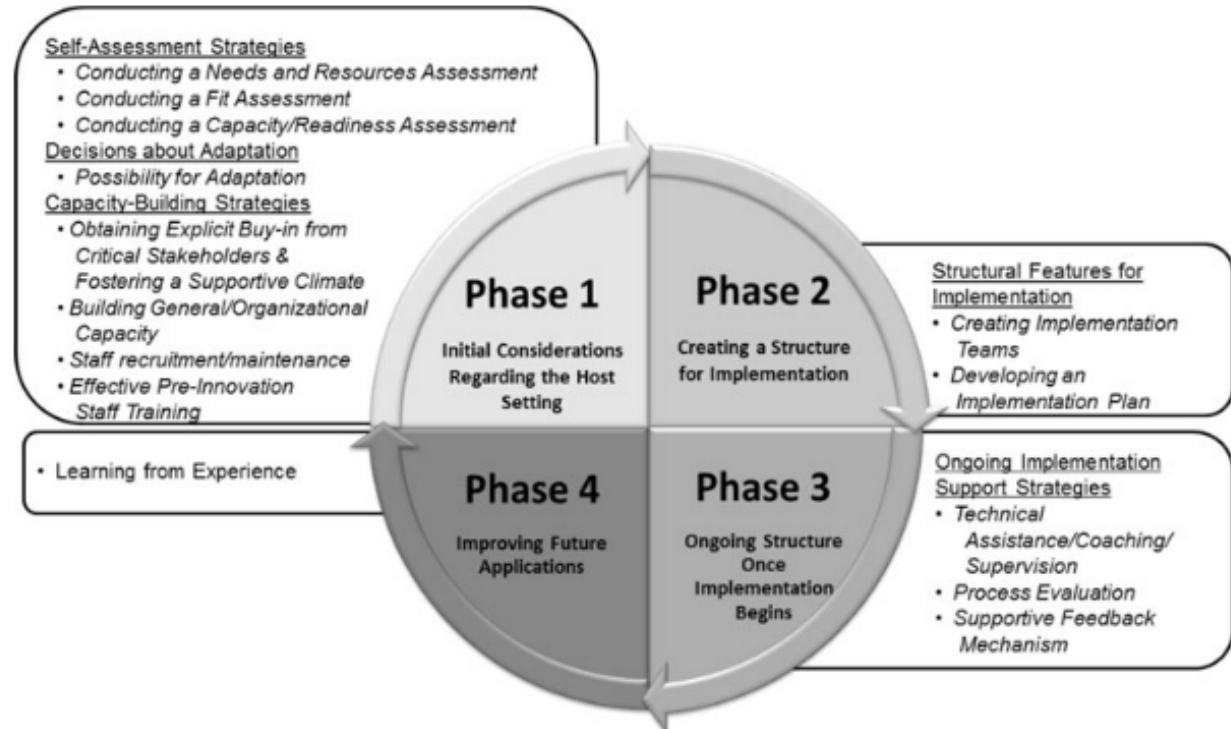 Self-Assessment Strategies
• Conducting a Needs and Resources Assessment
• Conducting a Fit Assessment
• Conducting a Capacity/Readiness Assessment
Decisions about Adaptation
• Possibility for Adaptation
Capacity-Building Strategies
• Obtaining Explicit Buy-in from
Critical Stakeholders &
Fostering a Supportive Climate
• Building General/Organizational
Capacity
• Staff recruitment/maintenance
• Effective Pre-Innovation
Staff Training
Phase 1
Initial Considerations
Regarding the Host
Setting
Phase 2
Creating a Structure
for Implementation
Structural Features for
Implementation
• Creating Implementation
Teams
• Developing an
Implementation Plan
• Learning from Experience
Phase 4
Improving Future
Applications
Phase 3
Ongoing Structure
Once
Implementation
Begins
Ongoing Implementation
Support Strategies
• Technical
Assistance/Coaching/
Supervision
• Process Evaluation
• Supportive Feedback
Mechanism